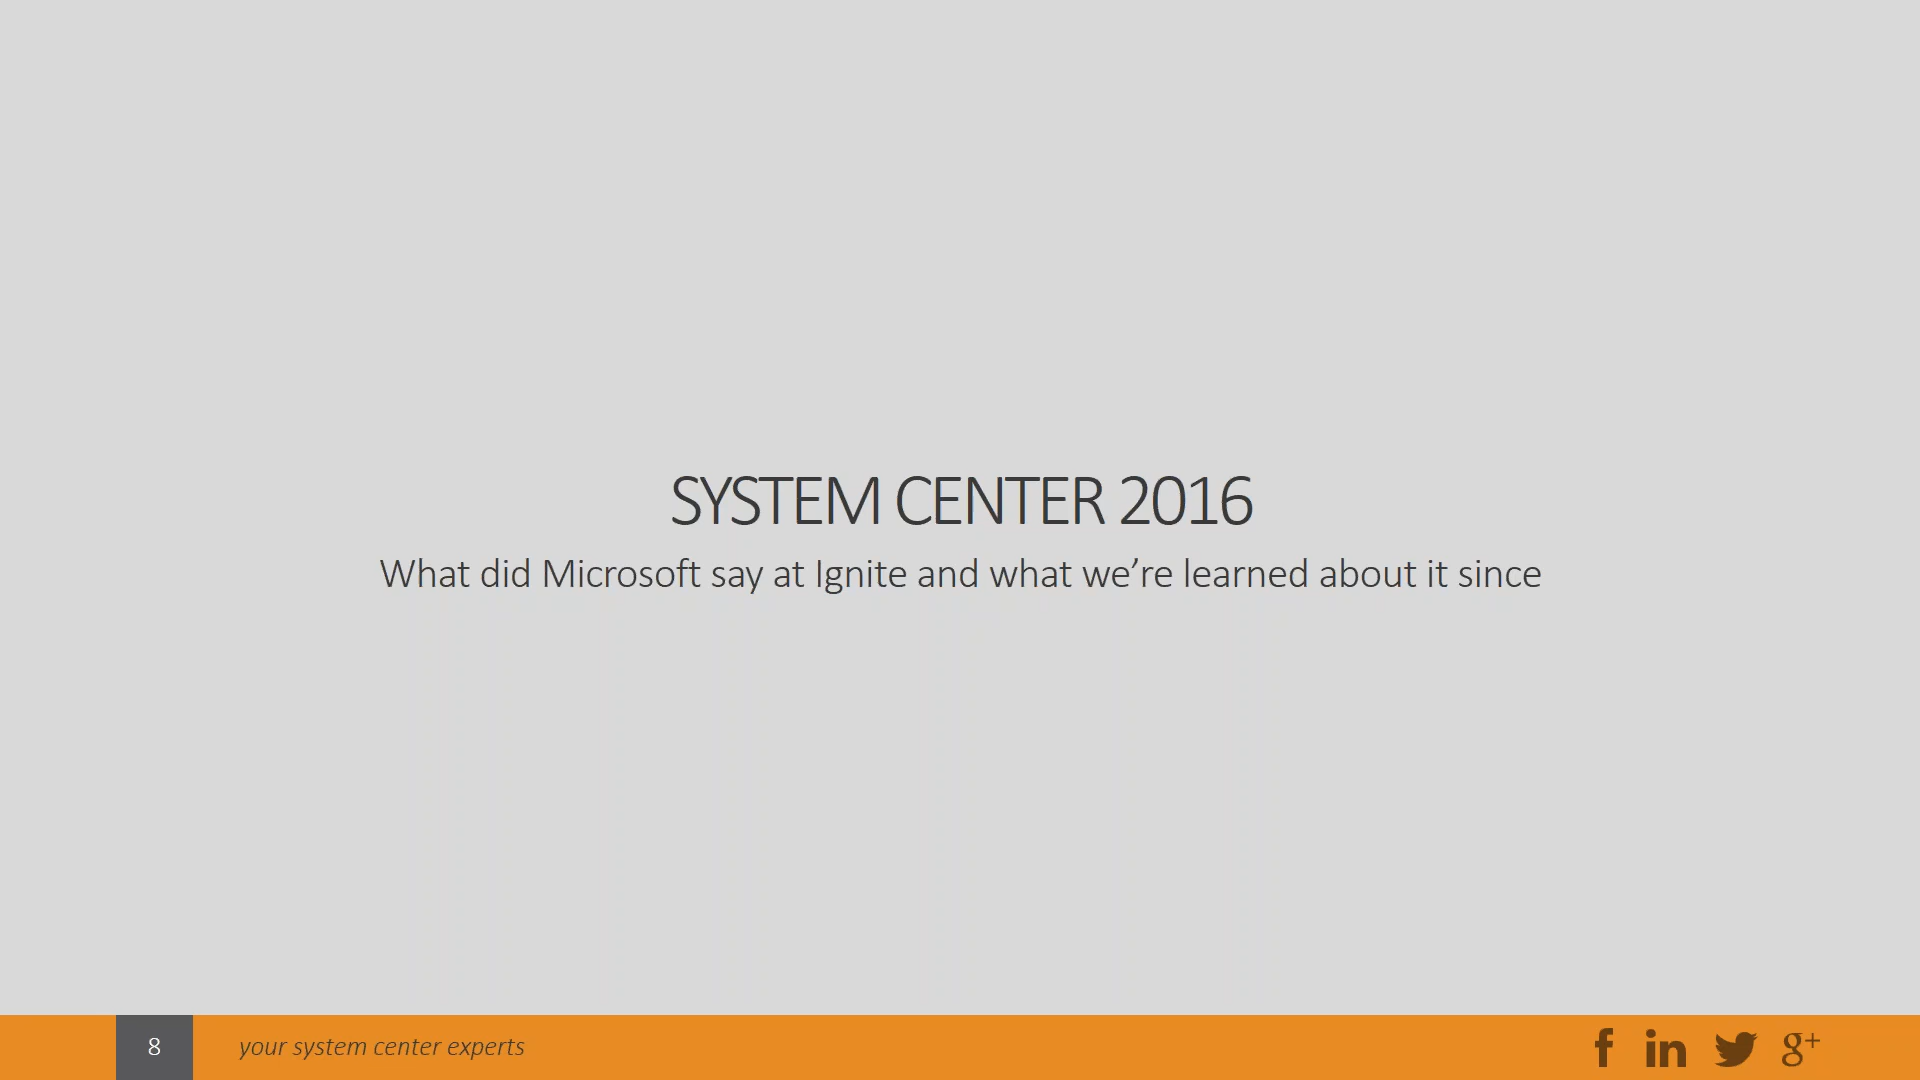 SYSTEM CENTER 2016
What did Microsoft say at Ignite and what we’re learned about it since
8
your system center experts
f in g+